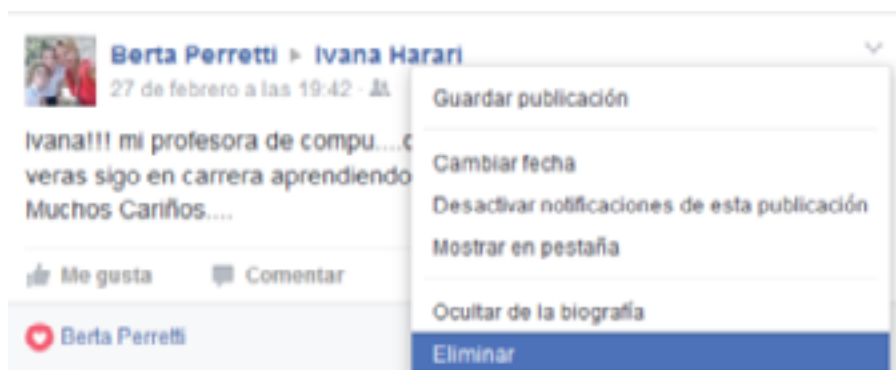 Berta Perretti ▸ Ivana Harari
27 de febrero a las 19:42 ·
Ivana!!! mi profesora de compu....
veras sigo en carrera aprendiendo
Muchos Cariños....
Me gusta Comentar
Berta Perretti
Guardar publicación
Cambiar fecha
Desactivar notificaciones de esta publicación
Mostrar en pestaña
Ocultar de la biografía
Eliminar